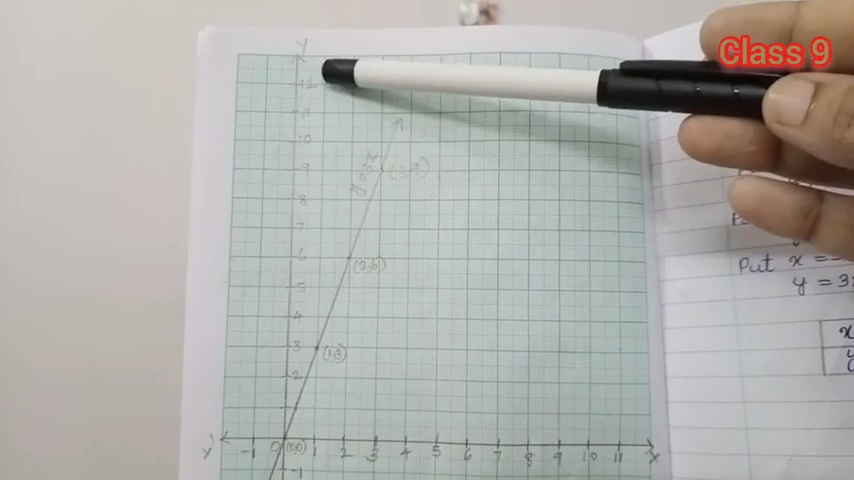 Class 9
Y
12
11
10
9
8
7
6
5
4
3
2
1
y=3x
(3,9)
(2,6)
(1,3)
(0,0)
X' -1 0 1 2 3 4 5 6 7 8 9 10 11 X
-1
Put x =
y = 3
x
y